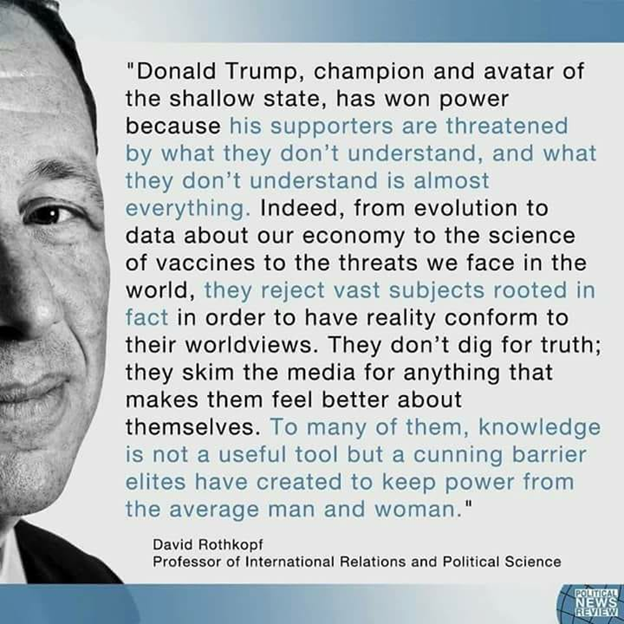 "Donald Trump, champion and avatar of
the shallow state, has won power
because his supporters are threatened
by what they don't understand, and what
they don't understand is almost
everything. Indeed, from evolution to
data about our economy to the science
of vaccines to the threats we face in the
world, they reject vast subjects rooted in
fact in order to have reality conform to
their worldviews. They don't dig for truth;
they skim the media for anything that
makes them feel better about
themselves. To many of them, knowledge
is not a useful tool but a cunning barrier
elites have created to keep power from
the average man and woman."
David Rothkopf
Professor of International Relations and Political Science
POLITICAL
NEWS
REVIEW